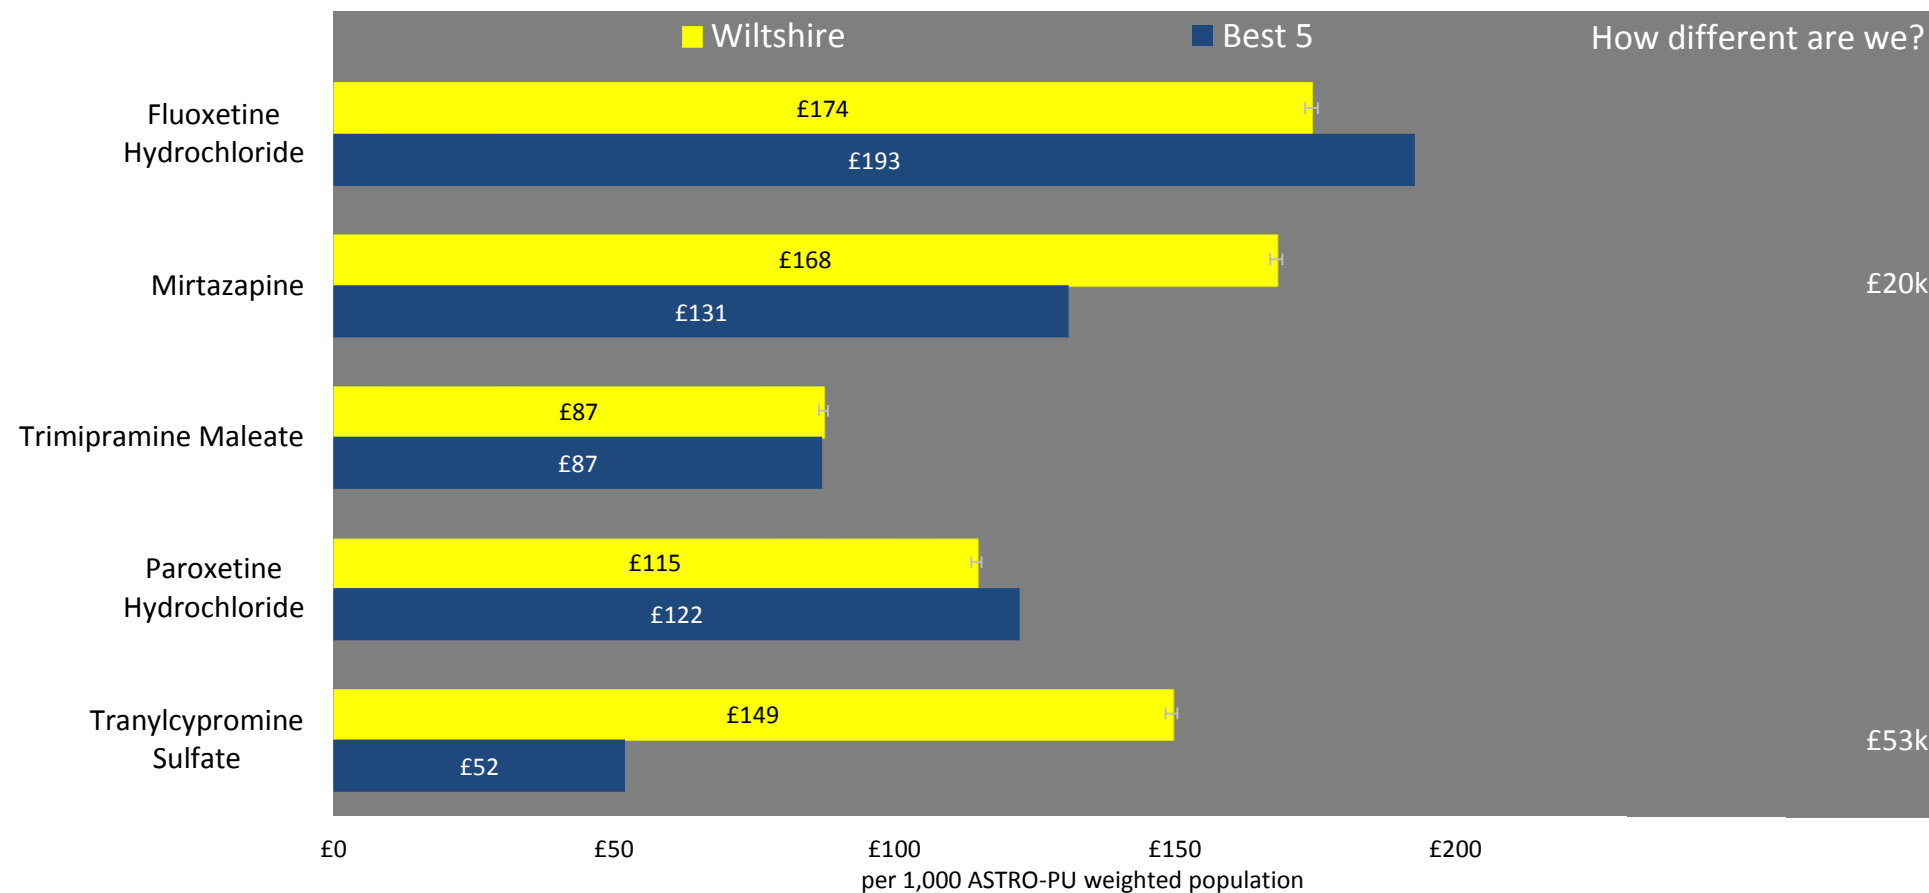 Wiltshire
Best 5
How different are we?
Fluoxetine
Hydrochloride
£174
£193
Mirtazapine
£168
£131
£20k
Trimipramine Maleate
£87
£87
Paroxetine
Hydrochloride
£115
£122
Tranylcypromine
Sulfate
£149
£52
£53k
£0 £50 £100 £150 £200
per 1,000 ASTRO-PU weighted population